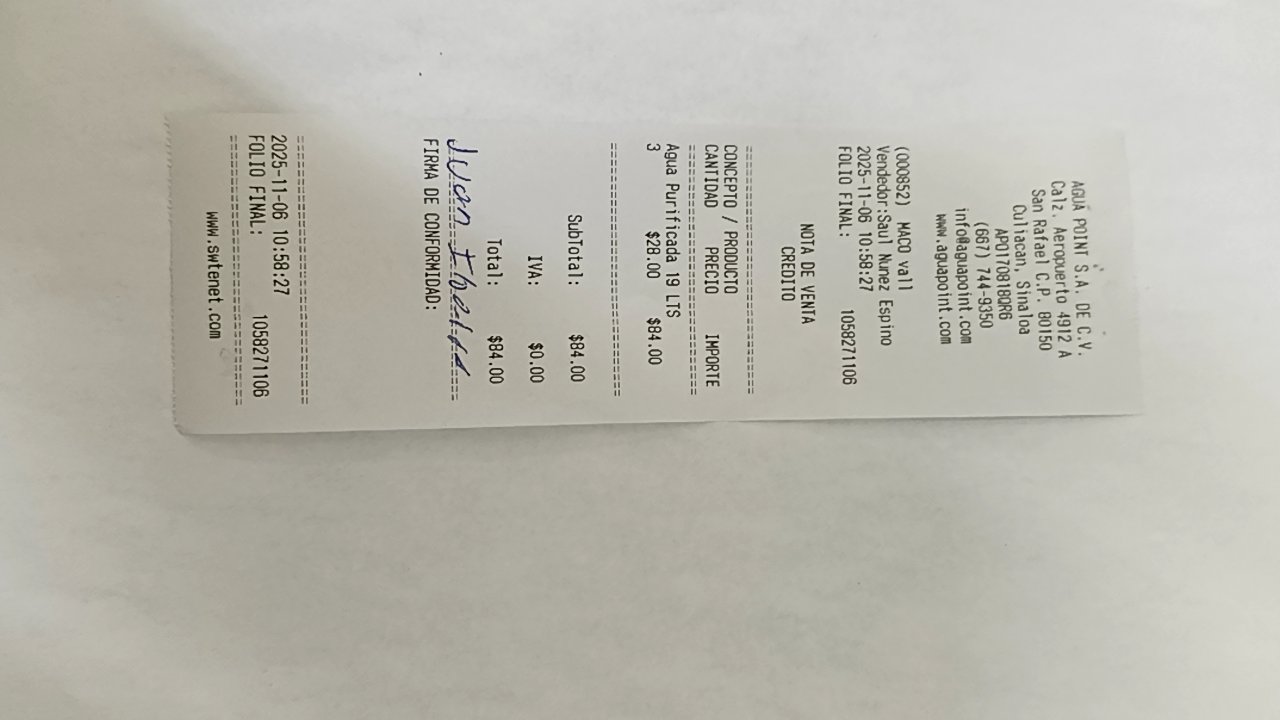 AGUA POINT S.A. DE C.V.
Calz. Aeropuerto 4912 A
San Rafael C.P. 80150
Culiacan, Sinaloa
APO170818QR6
(667) 744-9350
info@aguapoint.com
www.aguapoint.com
(000852) MACO vall
Vendedor:Saul Nunez Espino
2025-11-06 10:58:27
FOLIO FINAL: 1058271106
NOTA DE VENTA
CREDITO
================================
CONCEPTO / PRODUCTO
CANTIDAD PRECIO IMPORTE
================================
Agua Purificada 19 LTS
3 $28.00 $84.00
================================
SubTotal: $84.00
IVA: $0.00
Total: $84.00
Juan
--------------------------------
FIRMA DE CONFORMIDAD:
================================
2025-11-06 10:58:27
FOLIO FINAL: 1058271106
================================
www.swtenet.com